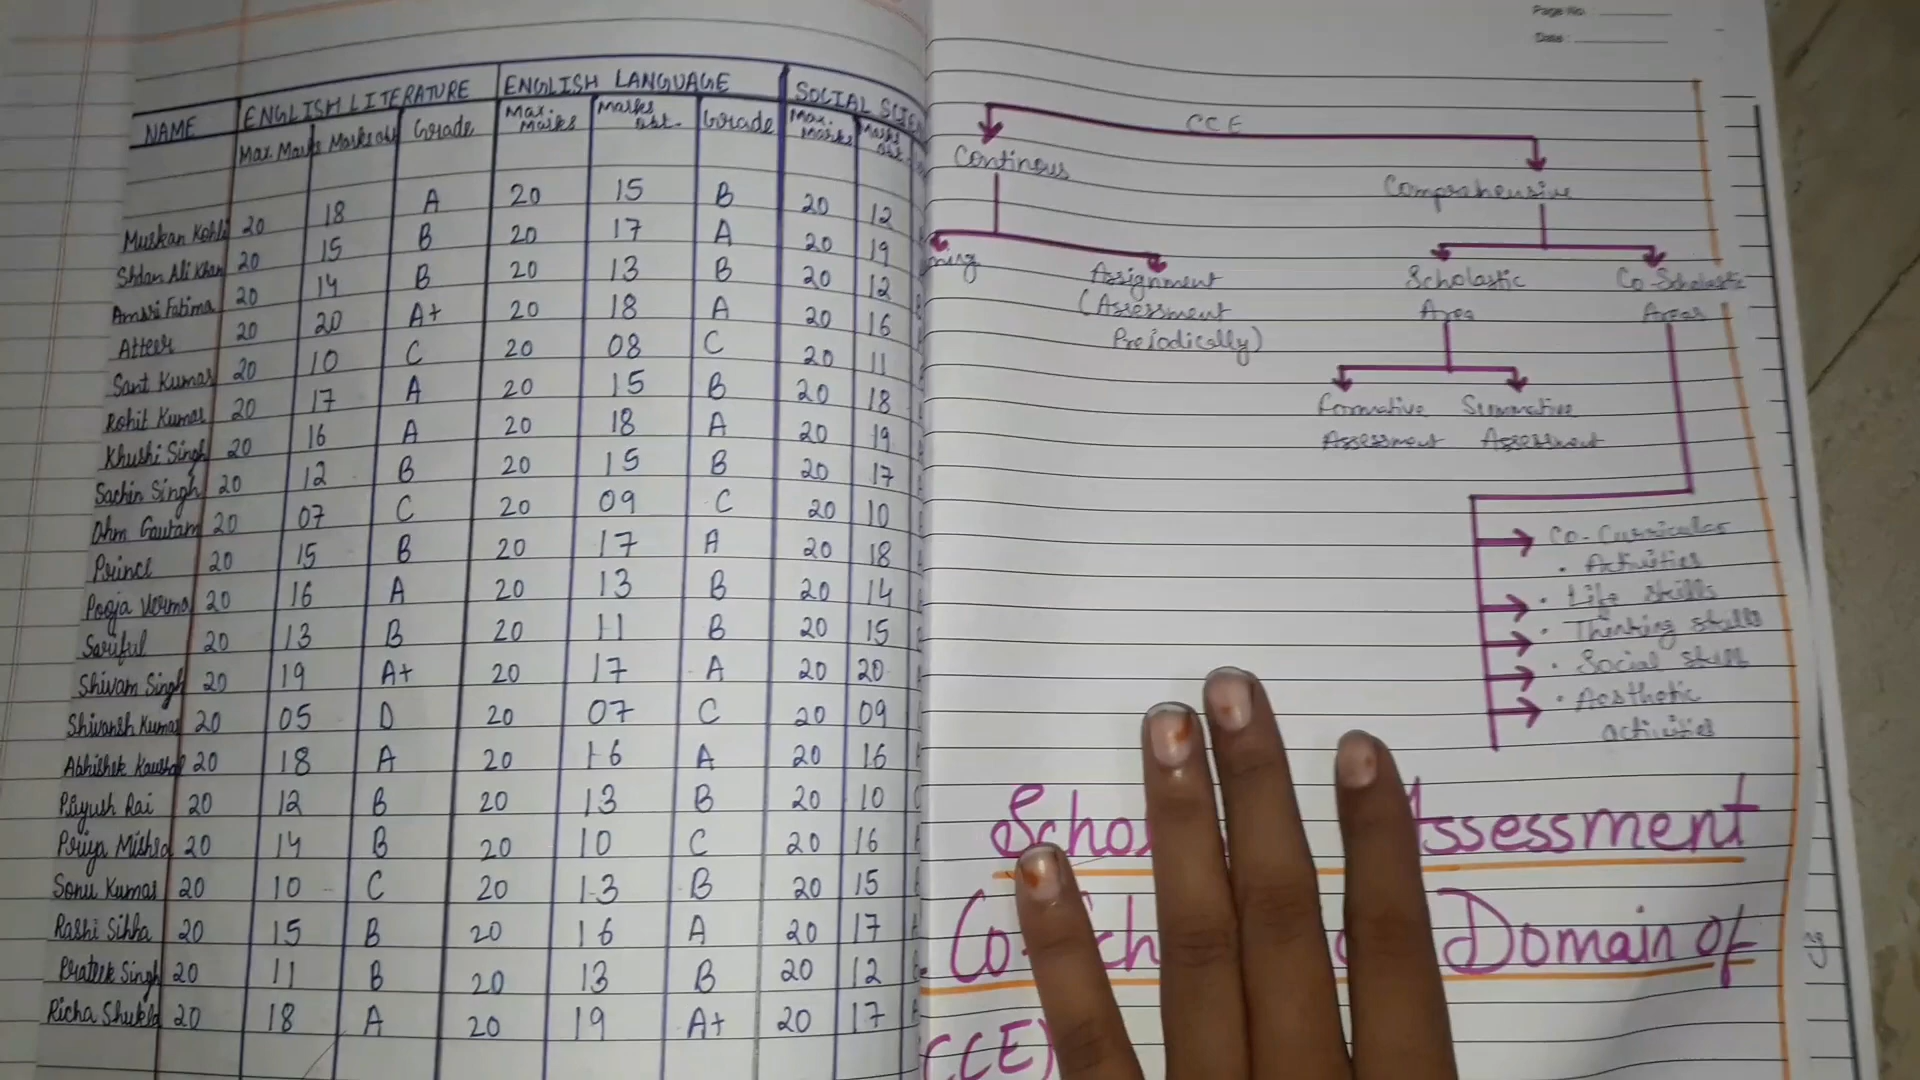 NAME ENGLISH LITERATURE ENGLISH LANGUAGE SOCIAL
Max. Marks Marks Grade Max. Marks Marks obt. Grade Max. Marks Marks obt.
Muskan Kohli 20 18 A 20 15 B 20 12
Shdan Ali Khan 20 15 B 20 17 A 20 19
Ambri Fatima 20 14 B 20 13 B 20 12
Atteer 20 20 A+ 20 18 A 20 16
Sant Kumar 20 10 C 20 08 C 20 11
Rohit Kumar 20 17 A 20 15 B 20 18
Khushi Singh 20 16 A 20 18 A 20 19
Sachin Singh 20 12 B 20 15 B 20 17
Ohm Gautam 20 07 C 20 09 C 20 10
Prince 20 15 B 20 17 A 20 18
Pooja Verma 20 16 A 20 13 B 20 14
Sariful 20 13 B 20 11 B 20 15
Shivam Singh 20 19 A+ 20 17 A 20 20
Shivansh Kumar 20 05 D 20 07 C 20 09
Abhishek Kaushal 20 18 A 20 16 A 20 16
Piyush Rai 20 12 B 20 13 B 20 10
Priya Mishra 20 14 B 20 10 C 20 16
Sonu Kumar 20 10 C 20 13 B 20 15
Rashi Sihha 20 15 B 20 16 A 20 17
Prateek Singh 20 11 B 20 13 B 20 12
Richa Shukla 20 18 A 20 19 A+ 20 17
Page No.
Date
CCE
Continous
Comprehensive
Assignment
(Assessment
Preiodically)
Scholastic
Area
Co-Scholastic
Areas
Formative
Assessment
Summative
Assessment
Co-Curricular
• Activities
• Life Skills
• Thinking skills
• Social Skill
• Aosthetic
activities
Assessment
Domain of
CCE)